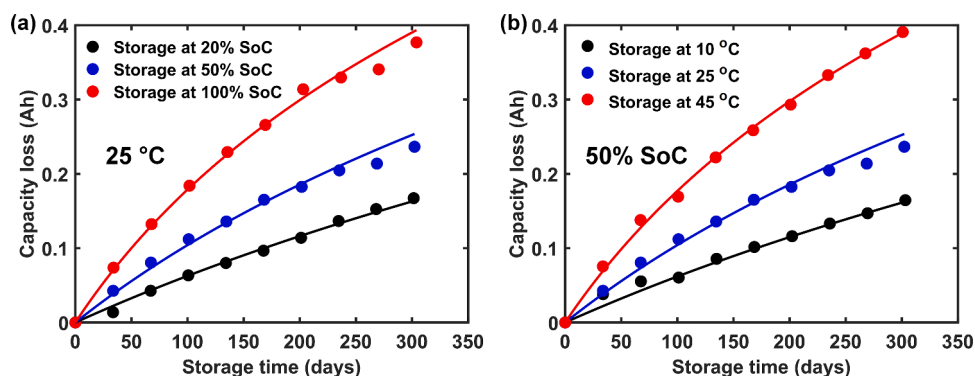 (a)
0.4
0.3
0.2
0.1
0
Capacity loss (Ah)
Storage at 20% SoC
Storage at 50% SoC
Storage at 100% SoC
25 °C
0 50 100 150 200 250 300 350
Storage time (days)
(b)
0.4
0.3
0.2
0.1
0
Capacity loss (Ah)
Storage at 10 °C
Storage at 25 °C
Storage at 45 °C
50% SoC
0 50 100 150 200 250 300 350
Storage time (days)